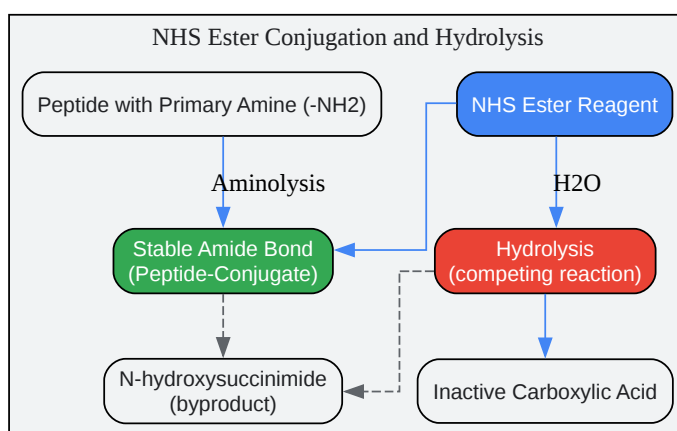 NHS Ester Conjugation and Hydrolysis
Peptide with Primary Amine (-NH2)
NHS Ester Reagent
Aminolysis
H2O
Stable Amide Bond
(Peptide-Conjugate)
Hydrolysis
(competing reaction)
N-hydroxysuccinimide
(byproduct)
Inactive Carboxylic Acid